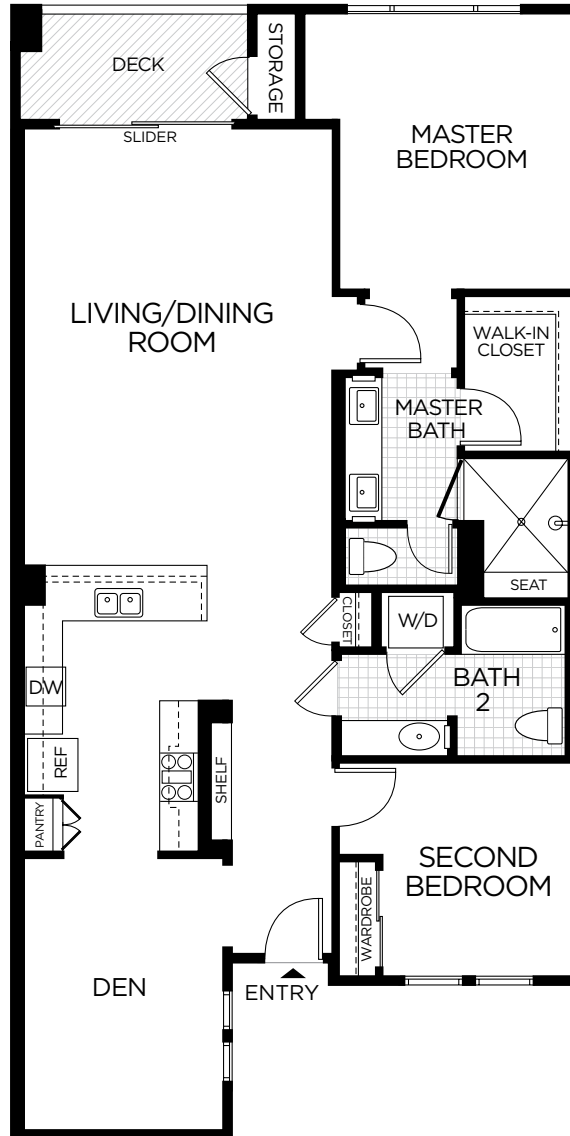 DECK
STORAGE
SLIDER
MASTER
BEDROOM
LIVING/DINING
ROOM
WALK-IN
CLOSET
MASTER
BATH
SEAT
CLOSET
W/D
BATH
2
DW
REF
SHELF
PANTRY
SECOND
BEDROOM
WARDROBE
DEN
ENTRY